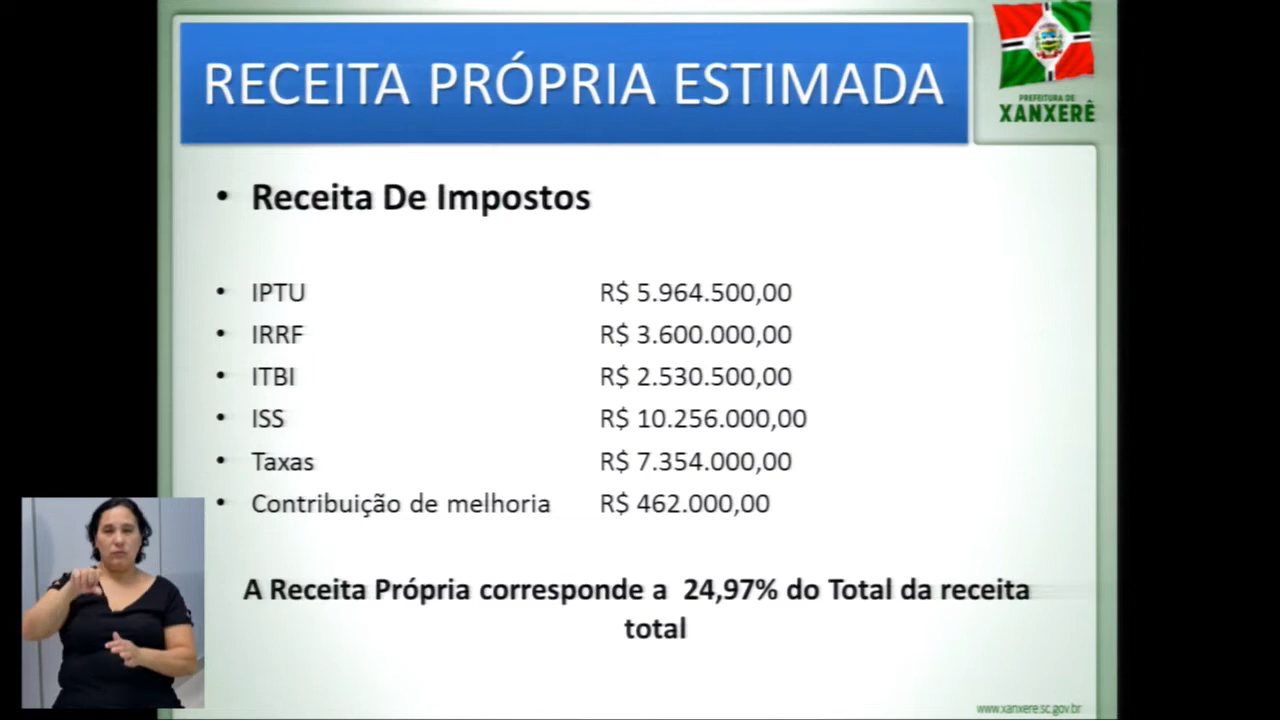 RECEITA PRÓPRIA ESTIMADA
PREFEITURA DE
XANXERÊ
• Receita De Impostos
• IPTU R$ 5.964.500,00
• IRRF R$ 3.600.000,00
• ITBI R$ 2.530.500,00
• ISS R$ 10.256.000,00
• Taxas R$ 7.354.000,00
• Contribuição de melhoria R$ 462.000,00
A Receita Própria corresponde a 24,97% do Total da receita
total
www.xanxere.sc.gov.br